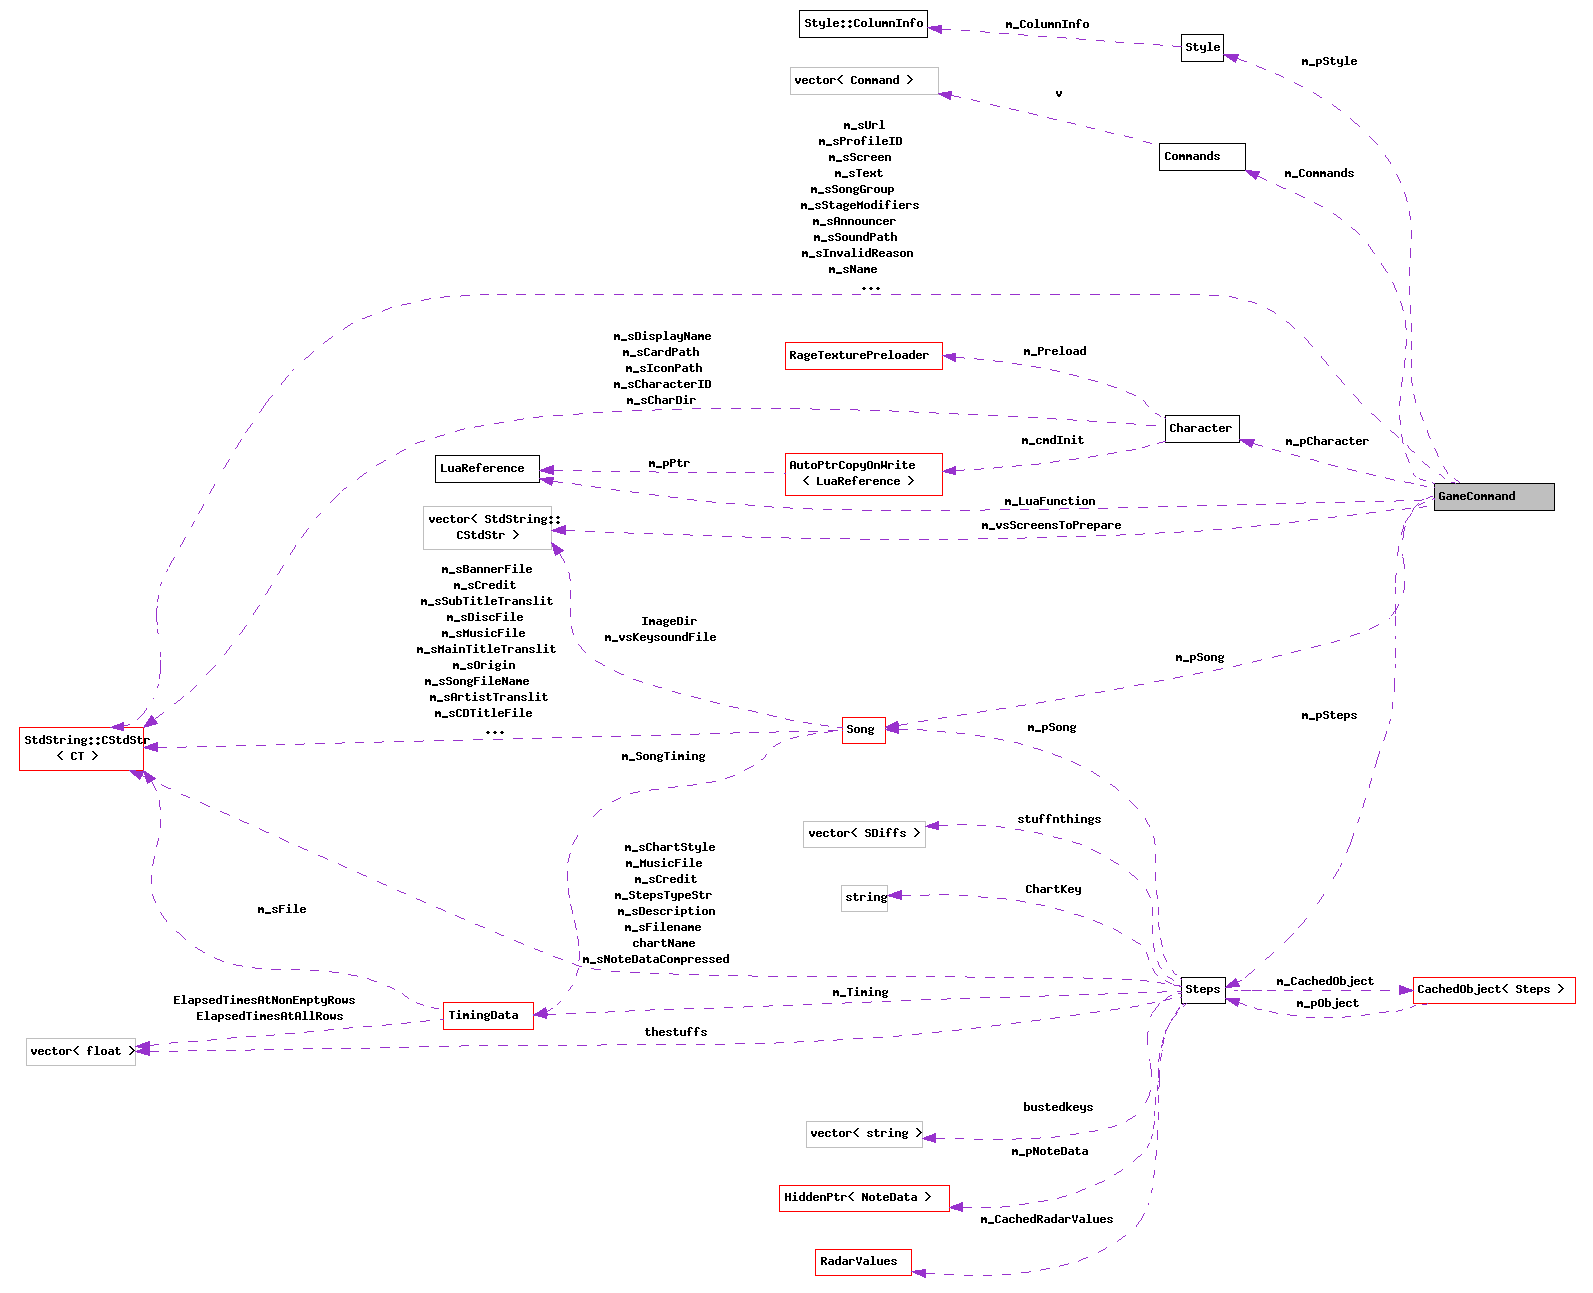 Style::ColumnInfo
m_ColumnInfo
Style
m_pStyle
vector< Command >
v
Commands
m_Commands
m_sUrl
m_sProfileID
m_sScreen
m_sText
m_sSongGroup
m_sStageModifiers
m_sAnnouncer
m_sSoundPath
m_sInvalidReason
m_sName
...
m_sDisplayName
m_sCardPath
m_sIconPath
m_sCharacterID
m_sCharDir
RageTexturePreloader
m_Preload
Character
m_pCharacter
m_cmdInit
LuaReference
m_pPtr
AutoPtrCopyOnWrite
< LuaReference >
m_LuaFunction
GameCommand
vector< StdString::
CStdStr >
m_vsScreensToPrepare
m_sBannerFile
m_sCredit
m_sSubTitleTranslit
m_sDiscFile
m_sMusicFile
m_sMainTitleTranslit
m_sOrigin
m_sSongFileName
m_sArtistTranslit
m_sCDTitleFile
...
ImageDir
m_vsKeysoundFile
m_pSong
m_pSteps
StdString::CStdStr
< CT >
Song
m_pSong
m_SongTiming
vector< SDiffs >
stuffnthings
m_sChartStyle
m_MusicFile
m_sCredit
m_StepsTypeStr
m_sDescription
m_sFilename
chartName
m_sNoteDataCompressed
string
ChartKey
m_sFile
ElapsedTimesAtNonEmptyRows
ElapsedTimesAtAllRows
TimingData
m_Timing
Steps
m_CachedObject
m_pObject
CachedObject< Steps >
vector< float >
thestuffs
vector< string >
bustedkeys
m_pNoteData
HiddenPtr< NoteData >
m_CachedRadarValues
RadarValues